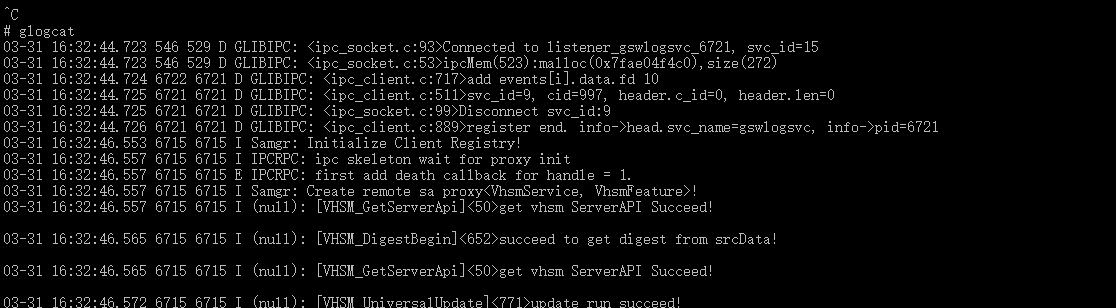 ^C
# glogcat
03-31 16:32:44.723 546 529 D GLIBIPC: <ipc_socket.c:93>Connected to listener_gswlogsvc_6721, svc_id=15
03-31 16:32:44.723 546 529 D GLIBIPC: <ipc_socket.c:53>ipcMem(523):malloc(0x7fae04f4c0),size(272)
03-31 16:32:44.724 6722 6721 D GLIBIPC: <ipc_client.c:717>add events[i].data.fd 10
03-31 16:32:44.725 6721 6721 D GLIBIPC: <ipc_client.c:511>svc_id=9, cid=997, header.c_id=0, header.len=0
03-31 16:32:44.725 6721 6721 D GLIBIPC: <ipc_socket.c:99>Disconnect svc_id:9
03-31 16:32:44.726 6721 6721 D GLIBIPC: <ipc_client.c:889>register end. info->head.svc_name=gswlogsvc, info->pid=6721
03-31 16:32:46.553 6715 6715 I Samgr: Initialize Client Registry!
03-31 16:32:46.557 6715 6715 I IPCRPC: ipc skeleton wait for proxy init
03-31 16:32:46.557 6715 6715 E IPCRPC: first add death callback for handle = 1.
03-31 16:32:46.557 6715 6715 I Samgr: Create remote sa proxy<VhsmService, VhsmFeature>!
03-31 16:32:46.557 6715 6715 I (null): [VHSM_GetServerApi]<50>get vhsm ServerAPI Succeed!
03-31 16:32:46.565 6715 6715 I (null): [VHSM_DigestBegin]<652>succeed to get digest from srcData!
03-31 16:32:46.565 6715 6715 I (null): [VHSM_GetServerApi]<50>get vhsm ServerAPI Succeed!
03-31 16:32:46.572 6715 6715 I (null): [VHSM_UniversalUpdate]<771>update run succeed!